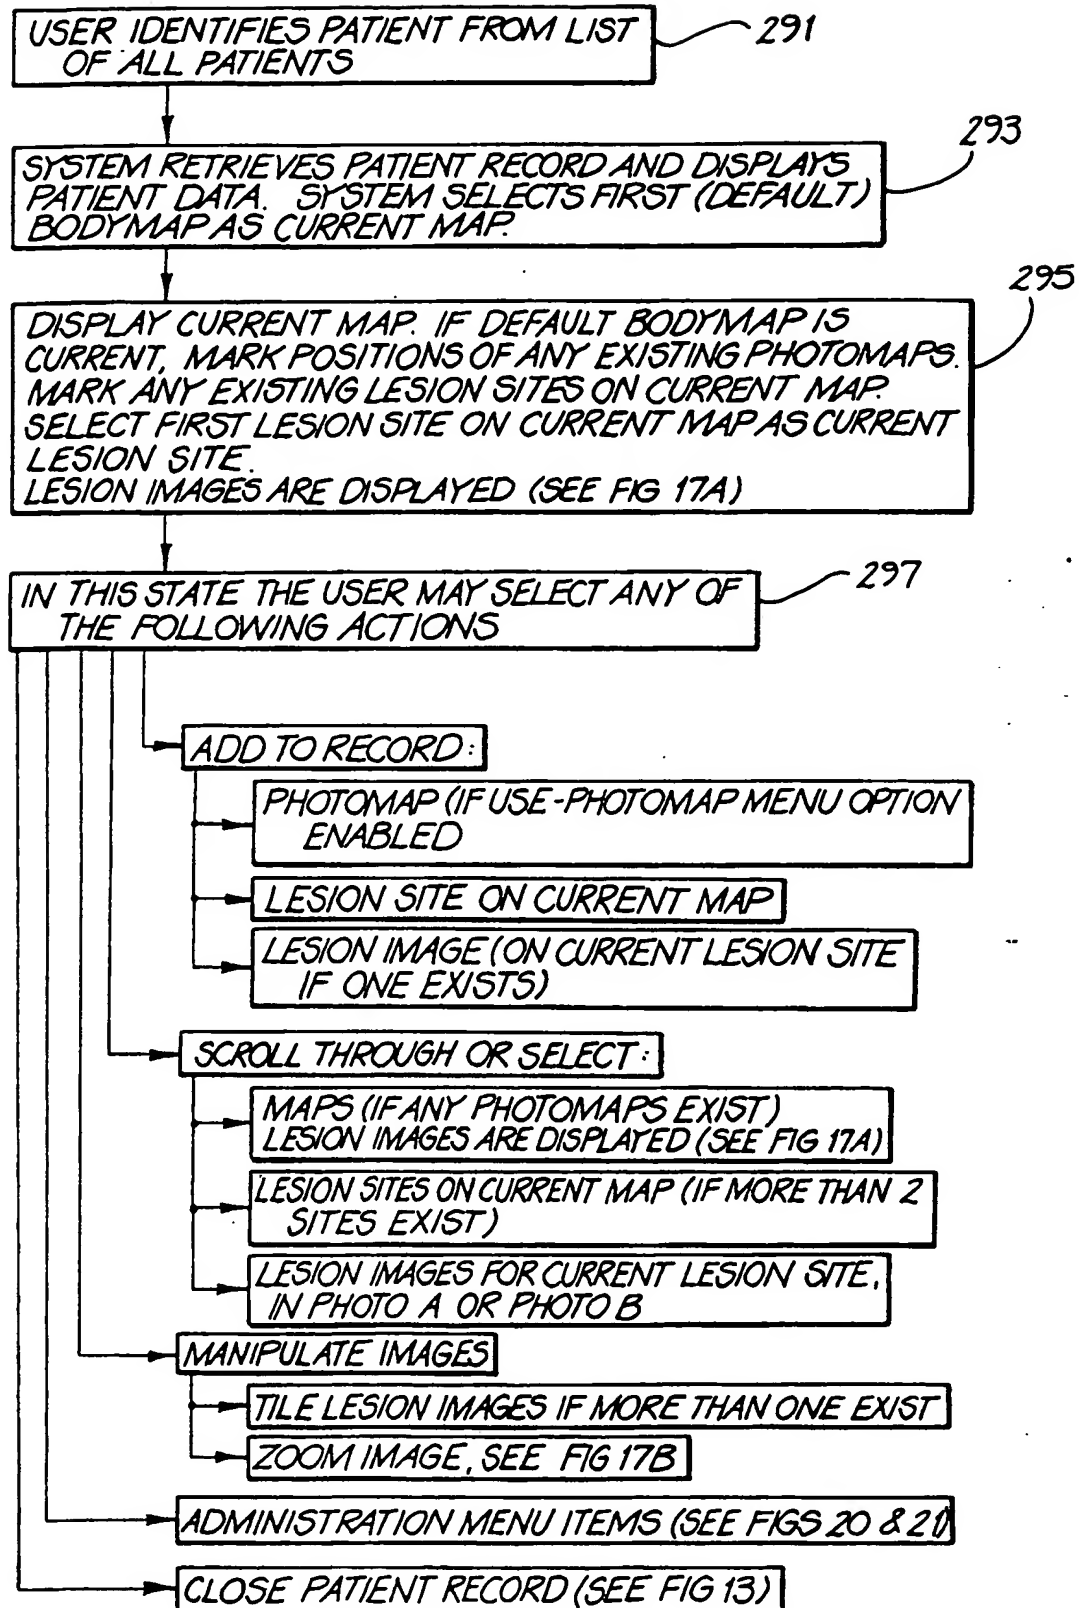 USER IDENTIFIES PATIENT FROM LIST
OF ALL PATIENTS
291
SYSTEM RETRIEVES PATIENT RECORD AND DISPLAYS
PATIENT DATA. SYSTEM SELECTS FIRST (DEFAULT)
BODYMAP AS CURRENT MAP.
293
DISPLAY CURRENT MAP. IF DEFAULT BODYMAP IS
CURRENT, MARK POSITIONS OF ANY EXISTING PHOTOMAPS.
MARK ANY EXISTING LESION SITES ON CURRENT MAP.
SELECT FIRST LESION SITE ON CURRENT MAP AS CURRENT
LESION SITE.
LESION IMAGES ARE DISPLAYED (SEE FIG 17A)
295
IN THIS STATE THE USER MAY SELECT ANY OF
THE FOLLOWING ACTIONS
297
ADD TO RECORD:
PHOTOMAP (IF USE-PHOTOMAP MENU OPTION
ENABLED
LESION SITE ON CURRENT MAP
LESION IMAGE (ON CURRENT LESION SITE
IF ONE EXISTS)
SCROLL THROUGH OR SELECT:
MAPS (IF ANY PHOTOMAPS EXIST)
LESION IMAGES ARE DISPLAYED (SEE FIG 17A)
LESION SITES ON CURRENT MAP (IF MORE THAN 2
SITES EXIST)
LESION IMAGES FOR CURRENT LESION SITE,
IN PHOTO A OR PHOTO B
MANIPULATE IMAGES
TILE LESION IMAGES IF MORE THAN ONE EXIST
ZOOM IMAGE, SEE FIG 17B
ADMINISTRATION MENU ITEMS (SEE FIGS 20 & 21)
CLOSE PATIENT RECORD (SEE FIG 13)